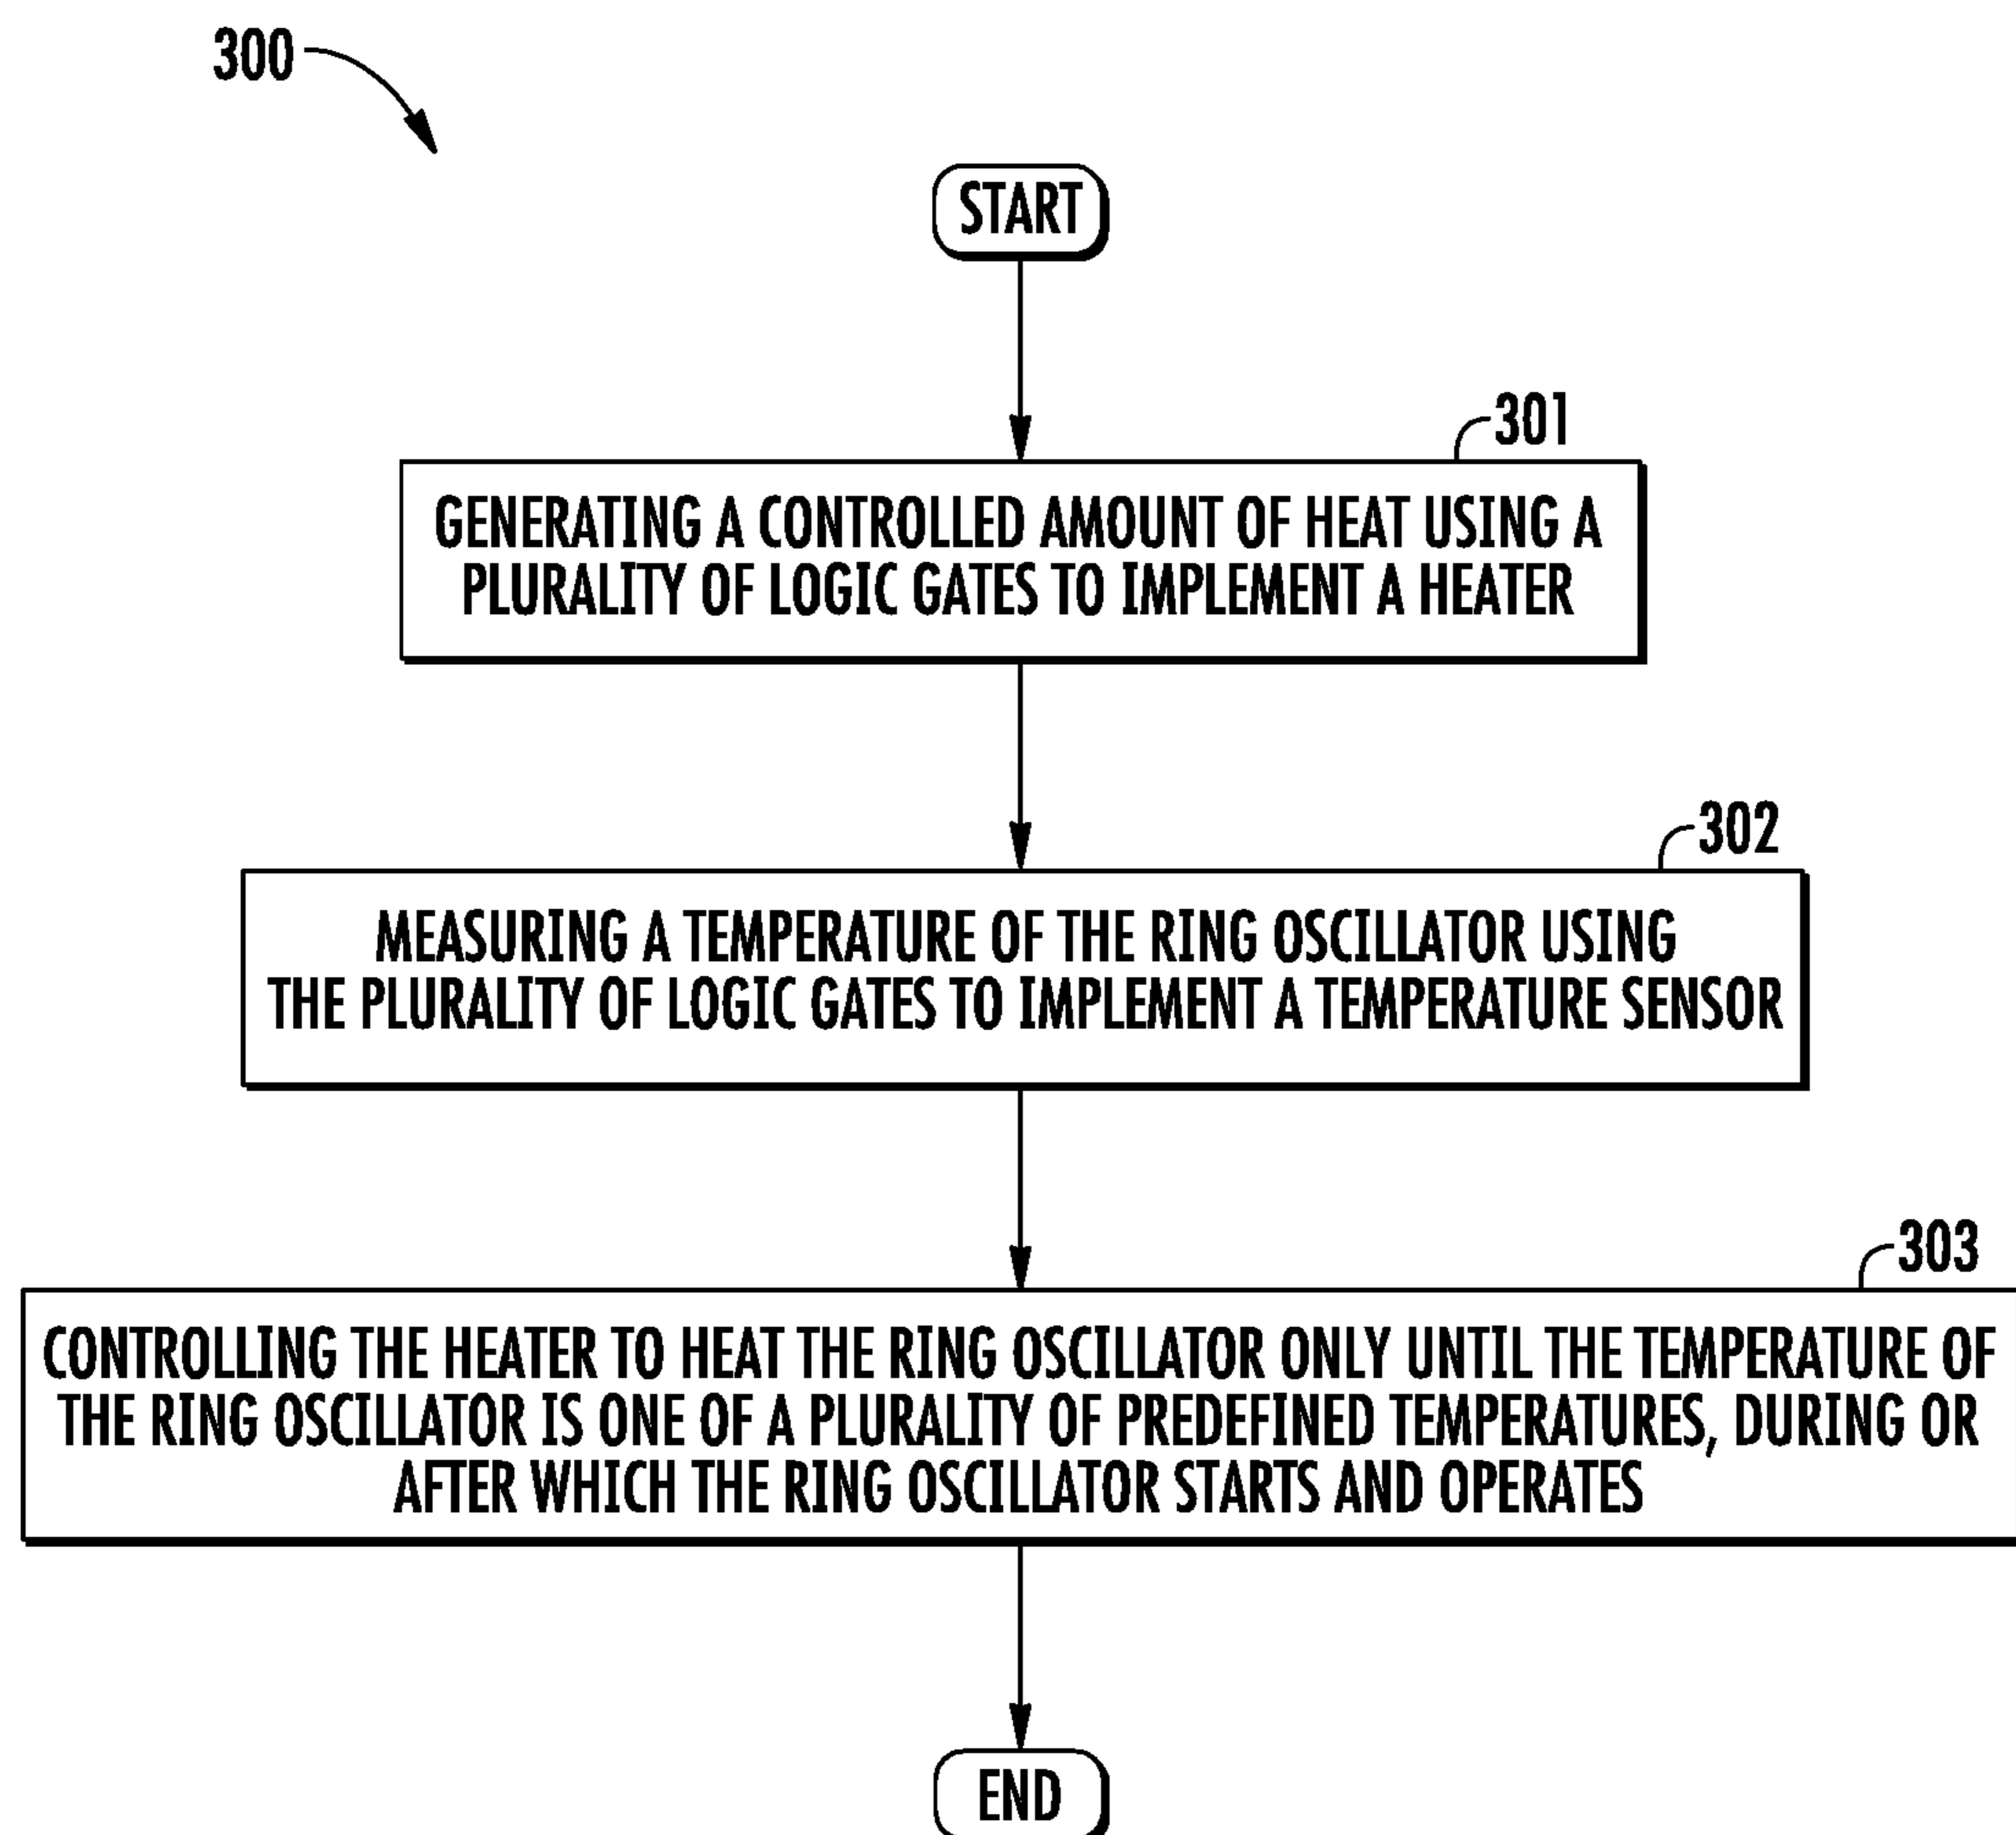 300
START
301
GENERATING A CONTROLLED AMOUNT OF HEAT USING A
PLURALITY OF LOGIC GATES TO IMPLEMENT A HEATER
302
MEASURING A TEMPERATURE OF THE RING OSCILLATOR USING
THE PLURALITY OF LOGIC GATES TO IMPLEMENT A TEMPERATURE SENSOR
303
CONTROLLING THE HEATER TO HEAT THE RING OSCILLATOR ONLY UNTIL THE TEMPERATURE OF
THE RING OSCILLATOR IS ONE OF A PLURALITY OF PREDEFINED TEMPERATURES, DURING OR
AFTER WHICH THE RING OSCILLATOR STARTS AND OPERATES
END